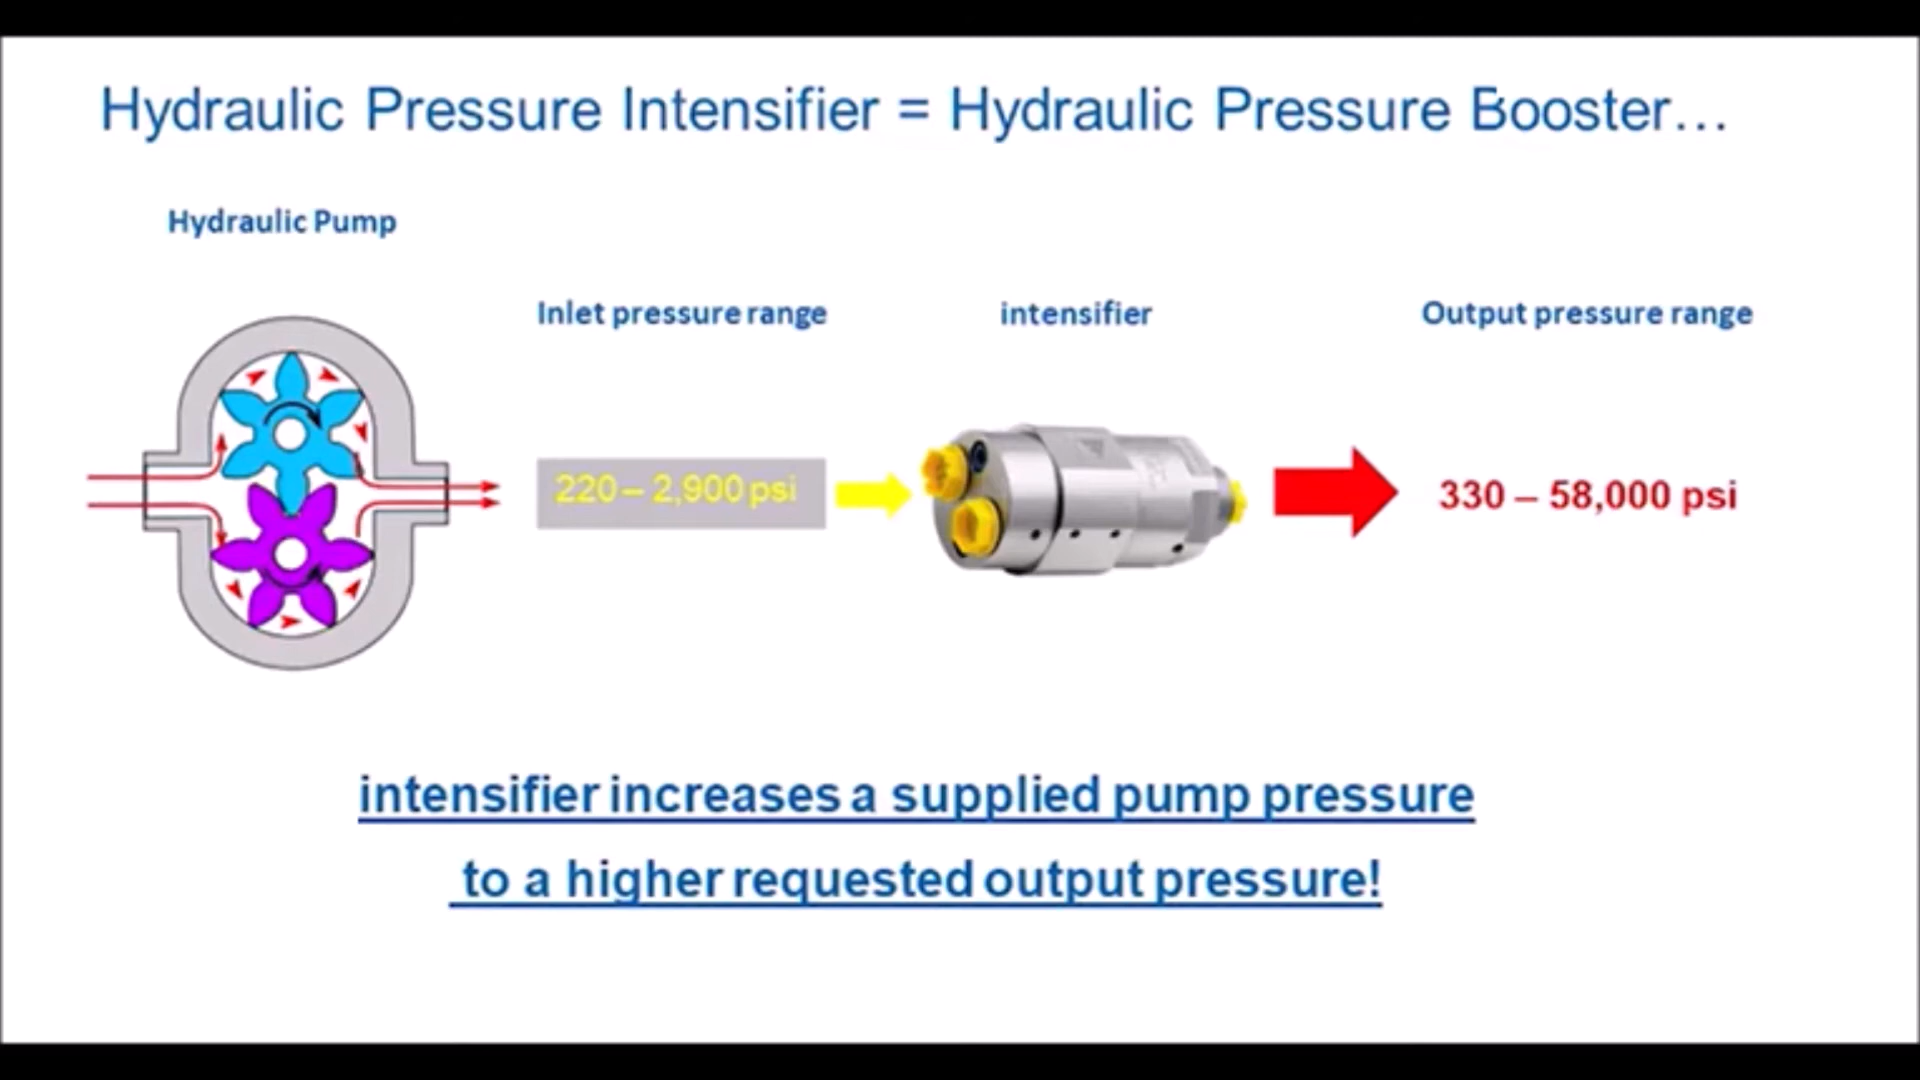 Hydraulic Pressure Intensifier = Hydraulic Pressure Booster...
Hydraulic Pump
Inlet pressure range
intensifier
Output pressure range
220 – 2,900 psi
330 – 58,000 psi
intensifier increases a supplied pump pressure
to a higher requested output pressure!